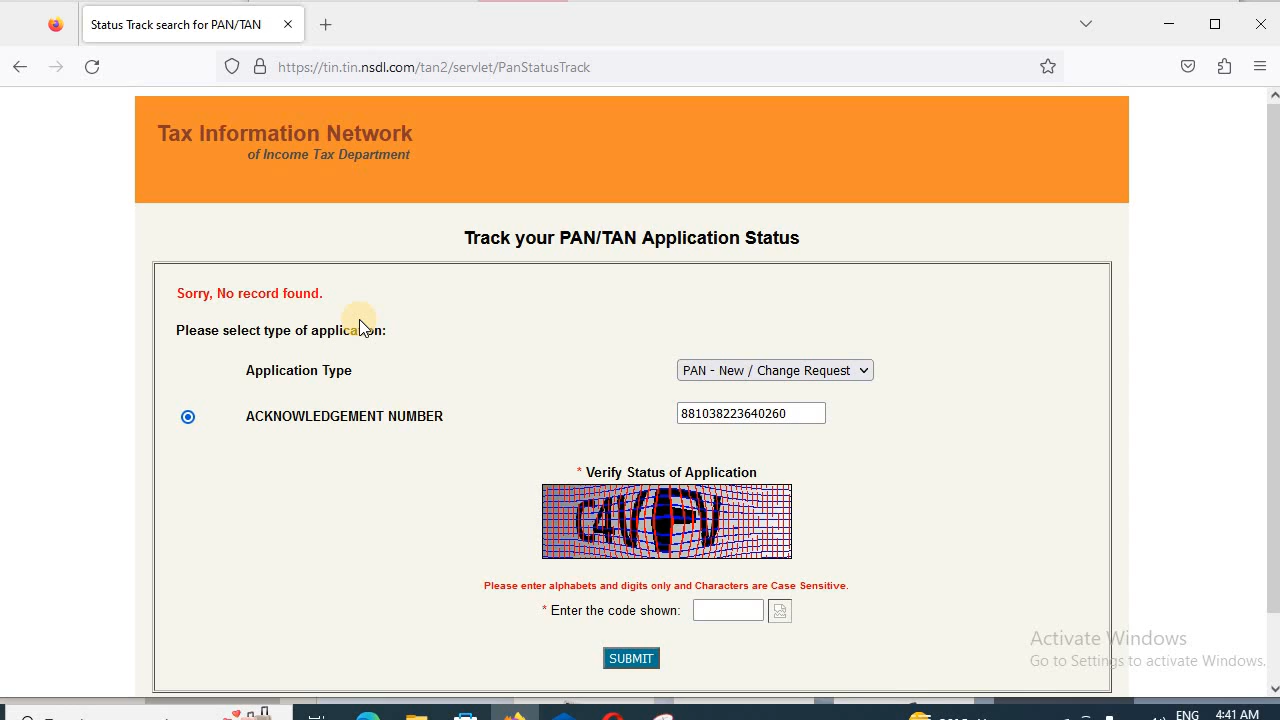 Status Track search for PAN/TAN
https://tin.tin.nsdl.com/tan2/servlet/PanStatusTrack
Tax Information Network
of Income Tax Department
Track your PAN/TAN Application Status
Sorry, No record found.
Please select type of application:
Application Type
PAN - New / Change Request
ACKNOWLEDGEMENT NUMBER
881038223640260
* Verify Status of Application
Please enter alphabets and digits only and Characters are Case Sensitive.
* Enter the code shown:
SUBMIT
Activate Windows
Go to Settings to activate Windows.
ENG
4:41 AM